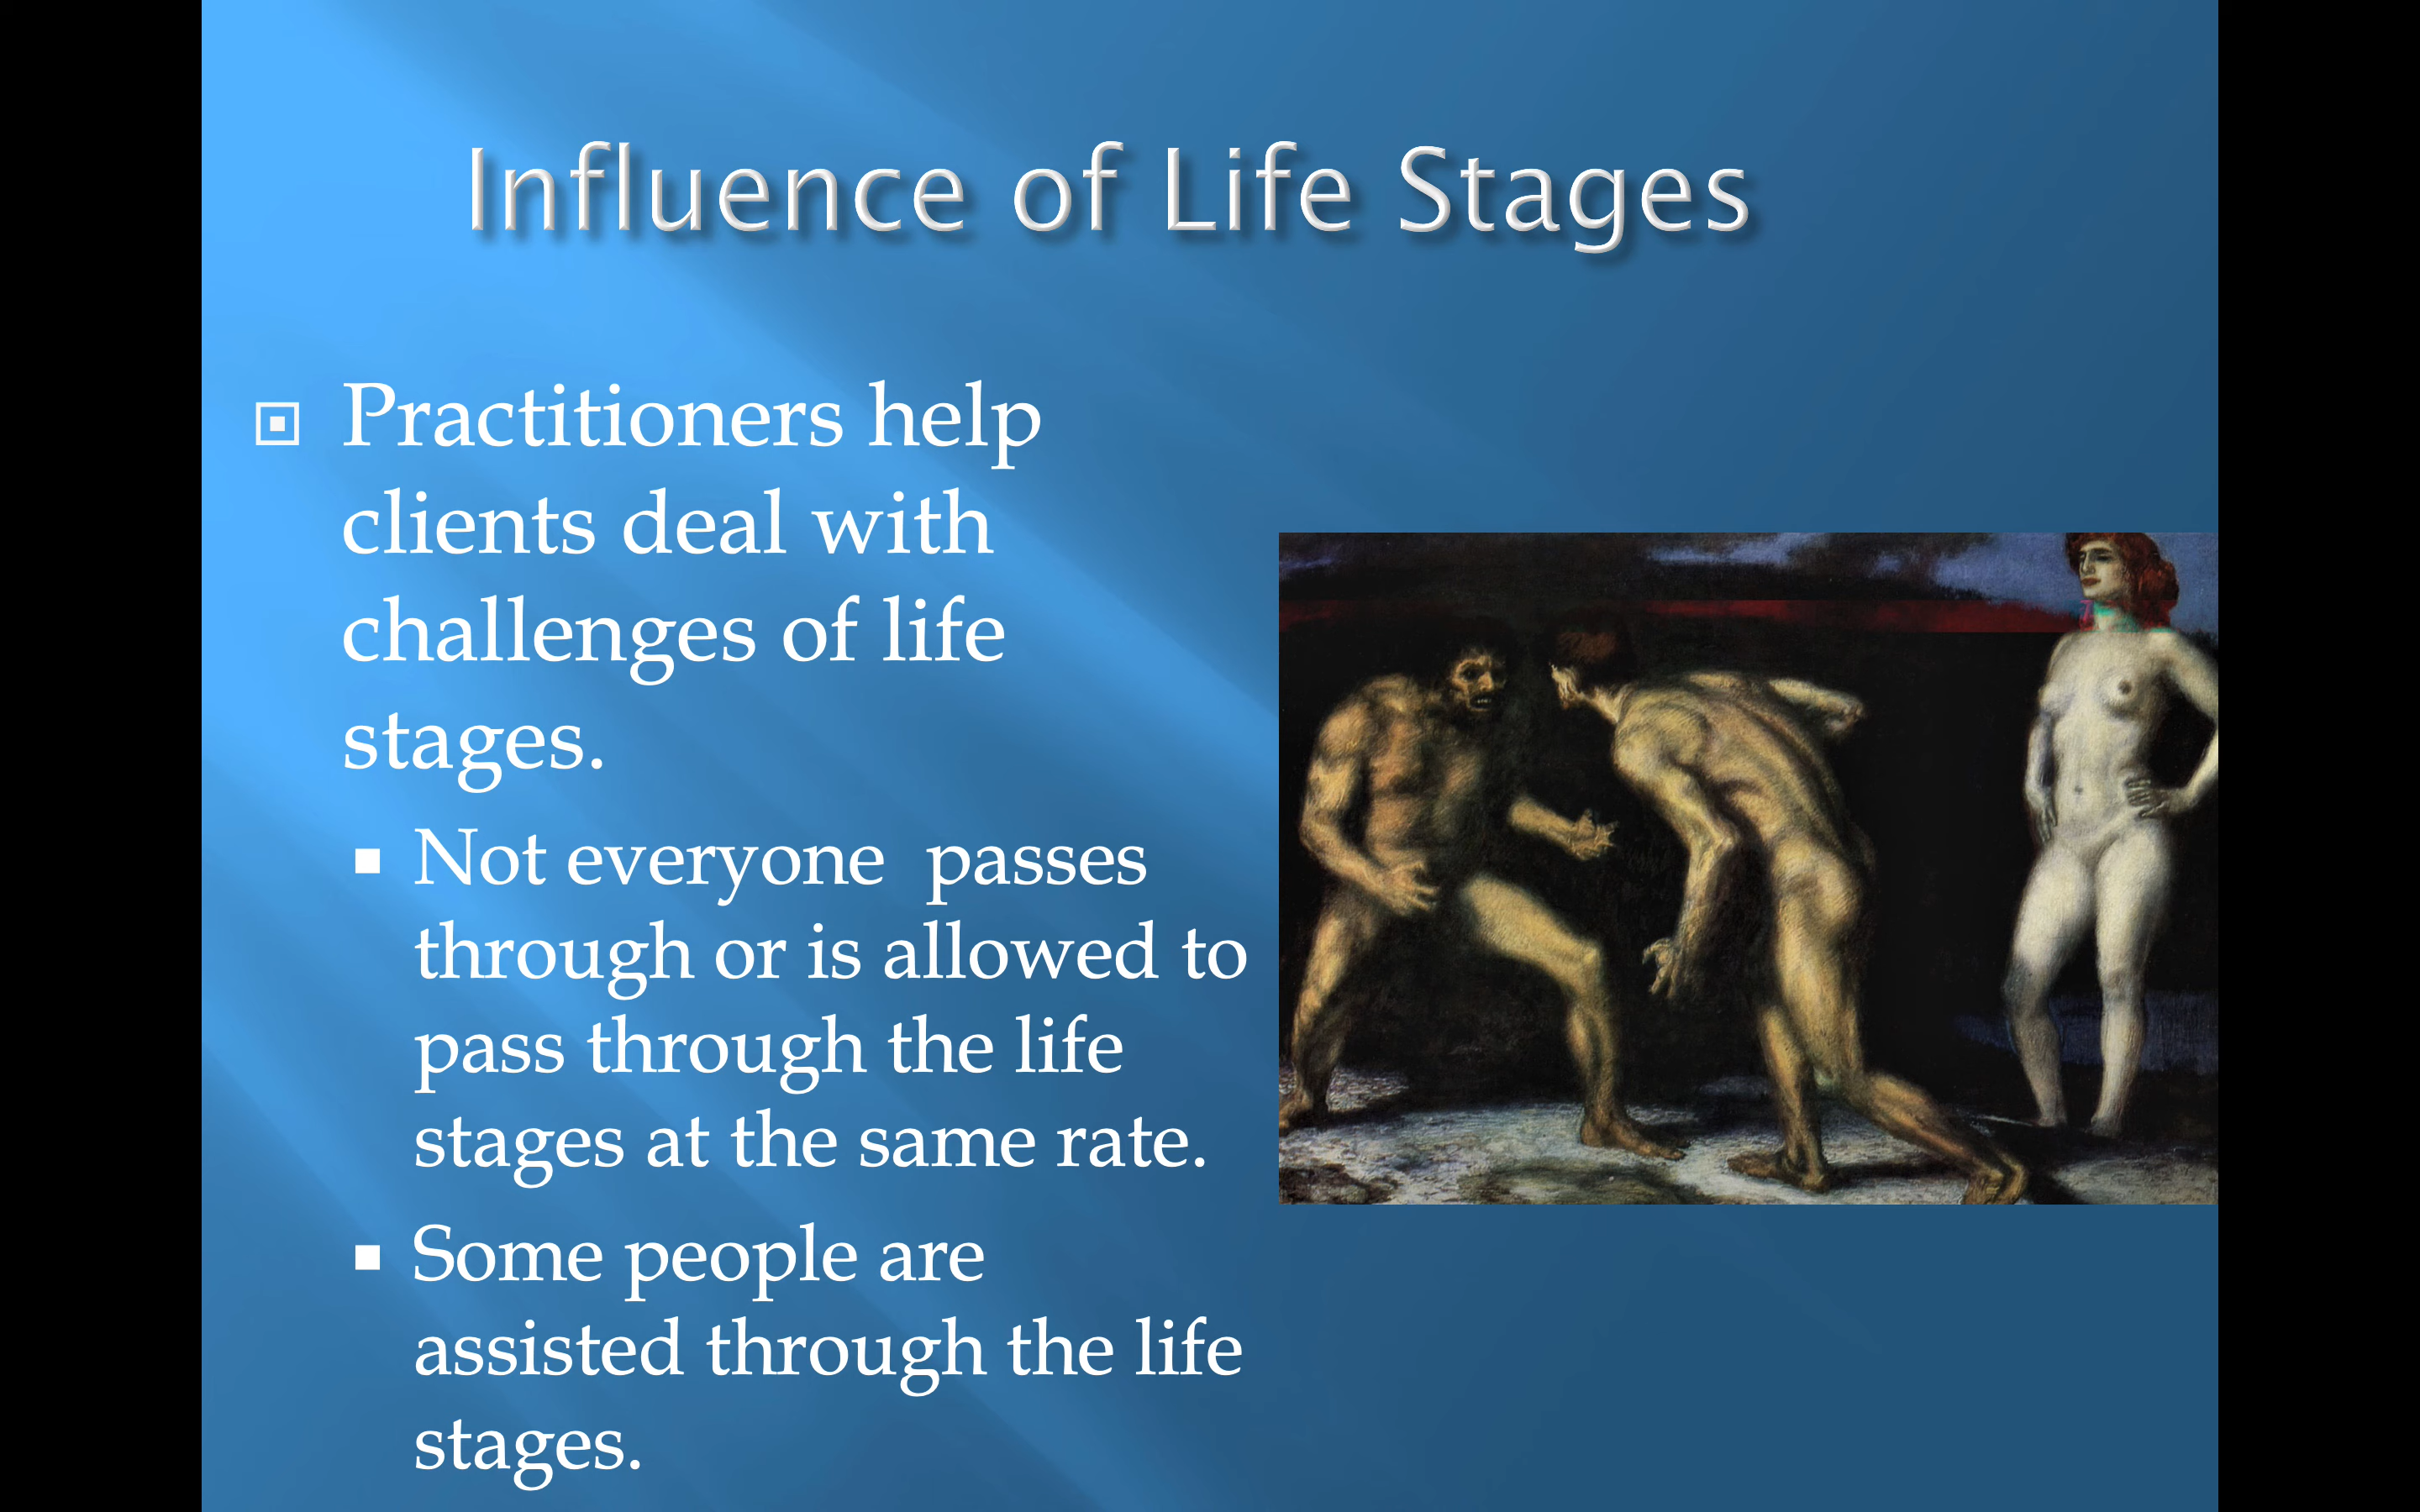 Influence of Life Stages
Practitioners help
clients deal with
challenges of life
stages.
Not everyone  passes
through or is allowed to
pass through the life
stages at the same rate.
Some people are
assisted through the life
stages.